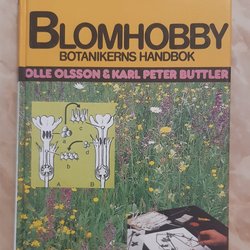 BLOMHOBBY
BOTANIKERNS HANDBOK
OLLE OLSSON & KARL PETER BUTTLER
a
b
c
d
A
B